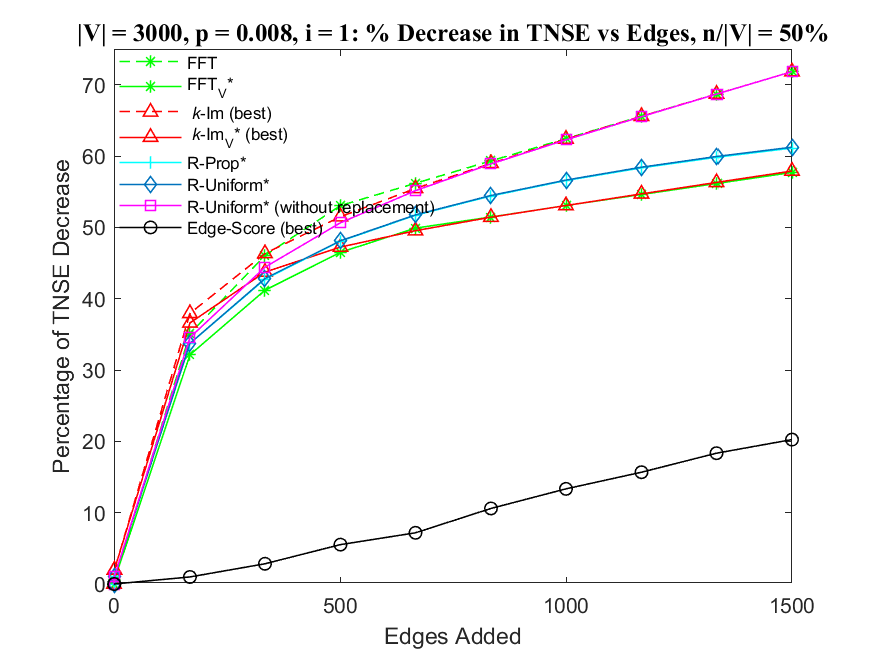 |V| = 3000, p = 0.008, i = 1: % Decrease in TNSE vs Edges, n/|V| = 50%
FFT
FFT_V*
k-Im (best)
k-Im_V* (best)
R-Prop*
R-Uniform*
R-Uniform* (without replacement)
Edge-Score (best)
Percentage of TNSE Decrease
70
60
50
40
30
20
10
0
0 500 1000 1500
Edges Added